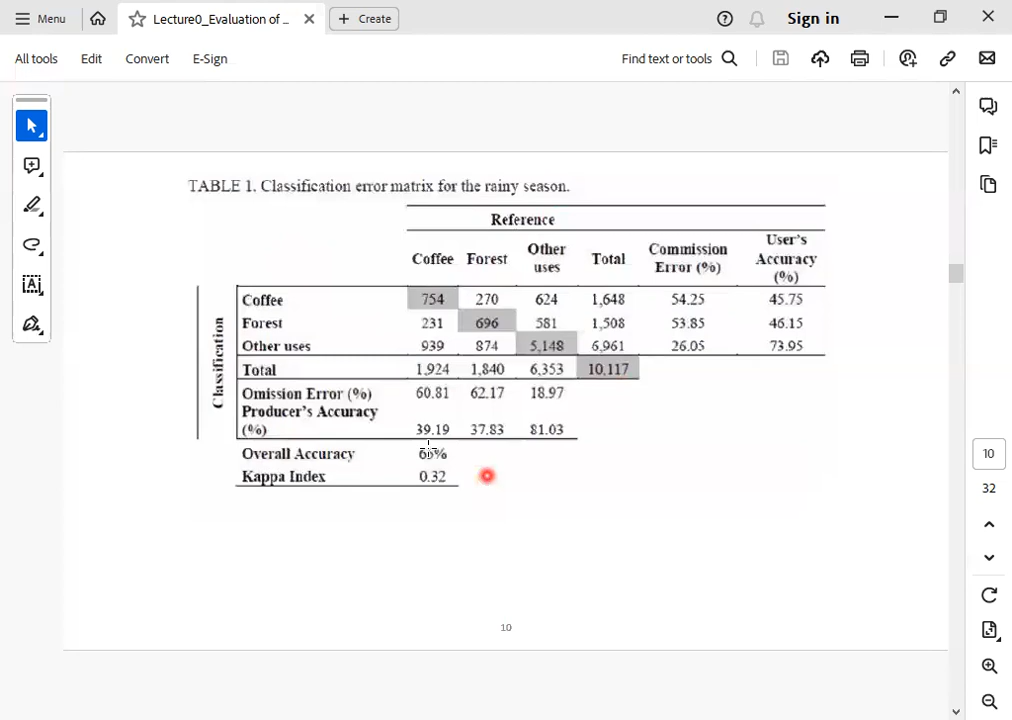 Menu
Lecture0_Evaluation of ...
Create
Sign in
All tools
Edit
Convert
E-Sign
Find text or tools
TABLE 1. Classification error matrix for the rainy season.
Reference
Coffee Forest Other uses Total Commission Error (%) User's Accuracy (%)
Classification
Coffee 754 270 624 1,648 54.25 45.75
Forest 231 696 581 1,508 53.85 46.15
Other uses 939 874 5,148 6,961 26.05 73.95
Total 1,924 1,840 6,353 10,117
Omission Error (%) 60.81 62.17 18.97
Producer's Accuracy (%) 39.19 37.83 81.03
Overall Accuracy
Kappa Index 0.32
10
10
32